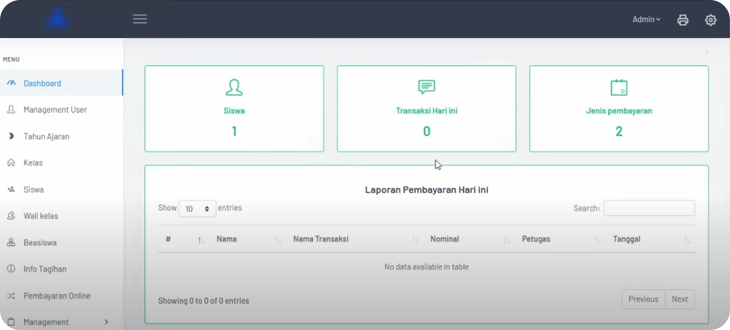 Admin
MENU
Dashboard
Management User
Tahun Ajaran
Kelas
Siswa
Wali kelas
Beasiswa
Info Tagihan
Pembayaran Online
Management
Siswa
1
Transaksi Hari ini
0
Jenis pembayaran
2
Laporan Pembayaran Hari ini
Show 10 entries
Search:
# Nama Nama Transaksi Nominal Petugas Tanggal
No data available in table
Showing 0 to 0 of 0 entries
Previous Next